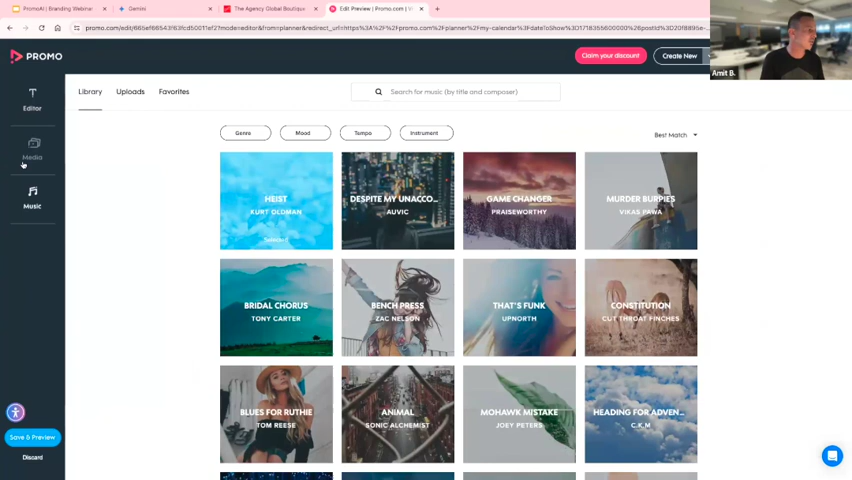 PromoAI | Branding Webinar
Gemini
The Agency Global Boutique
Edit Preview | Promo.com | V
PROMO
Claim your discount
Create New
Amit B.
Editor
Media
Music
Library
Uploads
Favorites
Search for music (by title and composer)
Genre
Mood
Tempo
Instrument
Best Match
HEIST
KURT OLDMAN
Selected
DESPITE MY UNACCO...
AUVIC
GAME CHANGER
PRAISEWORTHY
MURDER BURPIES
VIKAS PAWA
BRIDAL CHORUS
TONY CARTER
BENCH PRESS
ZAC NELSON
THAT'S FUNK
UPNORTH
CONSTITUTION
CUT THROAT FINCHES
BLUES FOR RUTHIE
TOM REESE
ANIMAL
SONIC ALCHEMIST
MOHAWK MISTAKE
JOEY PETERS
HEADING FOR ADVEN...
C.K.M
Save & Preview
Discard